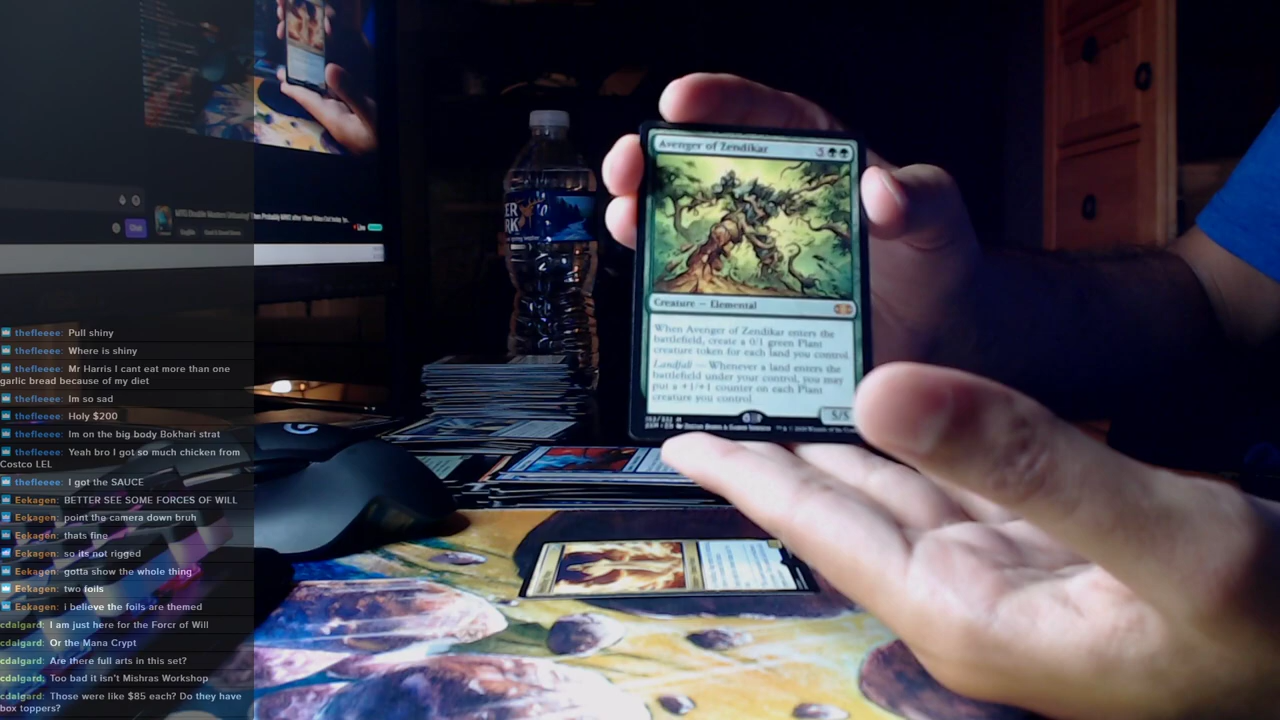 thefleeee: Pull shiny
thefleeee: Where is shiny
thefleeee: Mr Harris I cant eat more than one
garlic bread because of my diet
thefleeee: Im so sad
thefleeee: Holy $200
thefleeee: Im on the big body Bokhari strat
thefleeee: Yeah bro I got so much chicken from
Costco LEL
thefleeee: I got the SAUCE
Eekagen: BETTER SEE SOME FORCES OF WILL
Eekagen: point the camera down bruh
Eekagen: thats fine
Eekagen: so its not rigged
Eekagen: gotta show the whole thing
Eekagen: two foils
Eekagen: i believe the foils are themed
cdalgard: I am just here for the Forcr of Will
cdalgard: Or the Mana Crypt
cdalgard: Are there full arts in this set?
cdalgard: Too bad it isn't Mishras Workshop
cdalgard: Those were like $85 each? Do they have
box toppers?
Avenger of Zendikar 5
Creature — Elemental
When Avenger of Zendikar enters the
battlefield, create a 0/1 green Plant
creature token for each land you control.
Landfall — Whenever a land enters the
battlefield under your control, you may
put a +1/+1 counter on each Plant
creature you control.
5/5